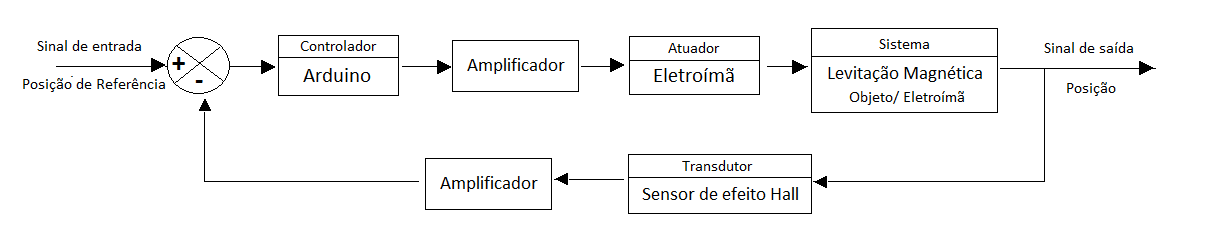 Sinal de entrada
Posição de Referência
+
-
Controlador
Arduino
Amplificador
Atuador
Eletroímã
Sistema
Levitação Magnética
Objeto/ Eletroímã
Sinal de saída
Posição
Amplificador
Transdutor
Sensor de efeito Hall